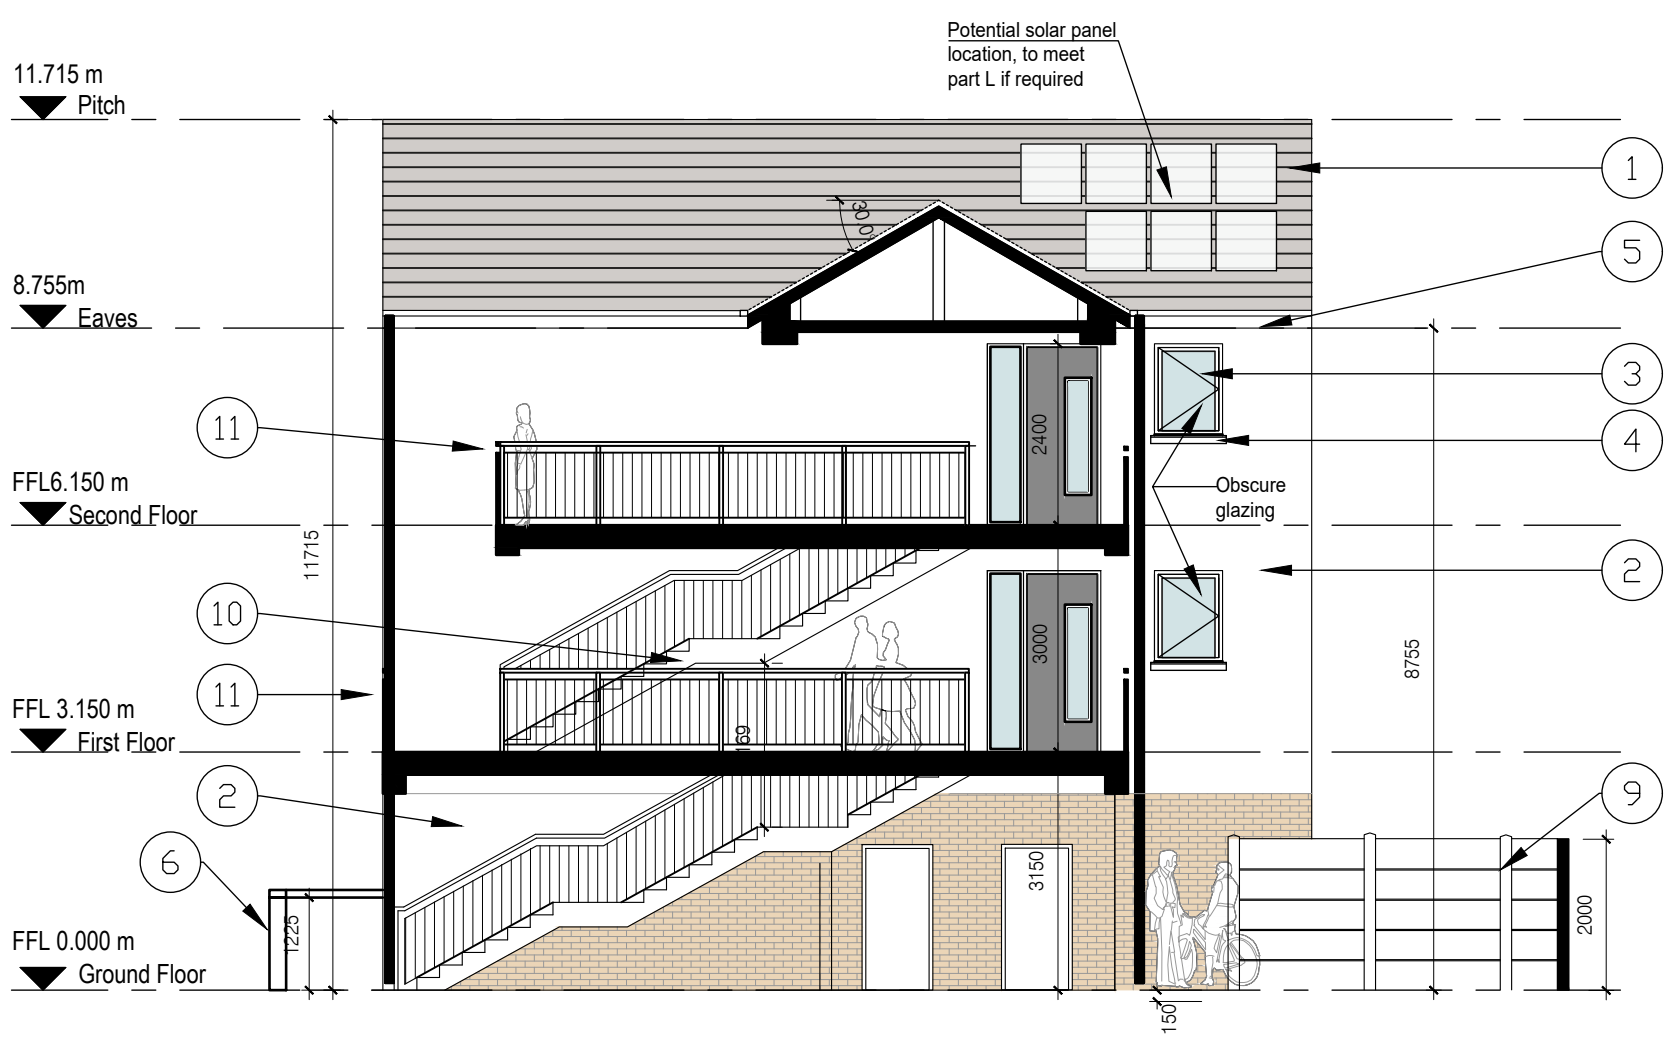 Potential solar panel
location, to meet
part L if required
11.715 m
Pitch
1
30.0°
5
8.755m
Eaves
3
11
4
2400
FFL6.150 m
Second Floor
Obscure
glazing
11715
2
10
3000
8755
11
FFL 3.150 m
First Floor
169
2
9
6
3150
1225
2000
FFL 0.000 m
Ground Floor
150